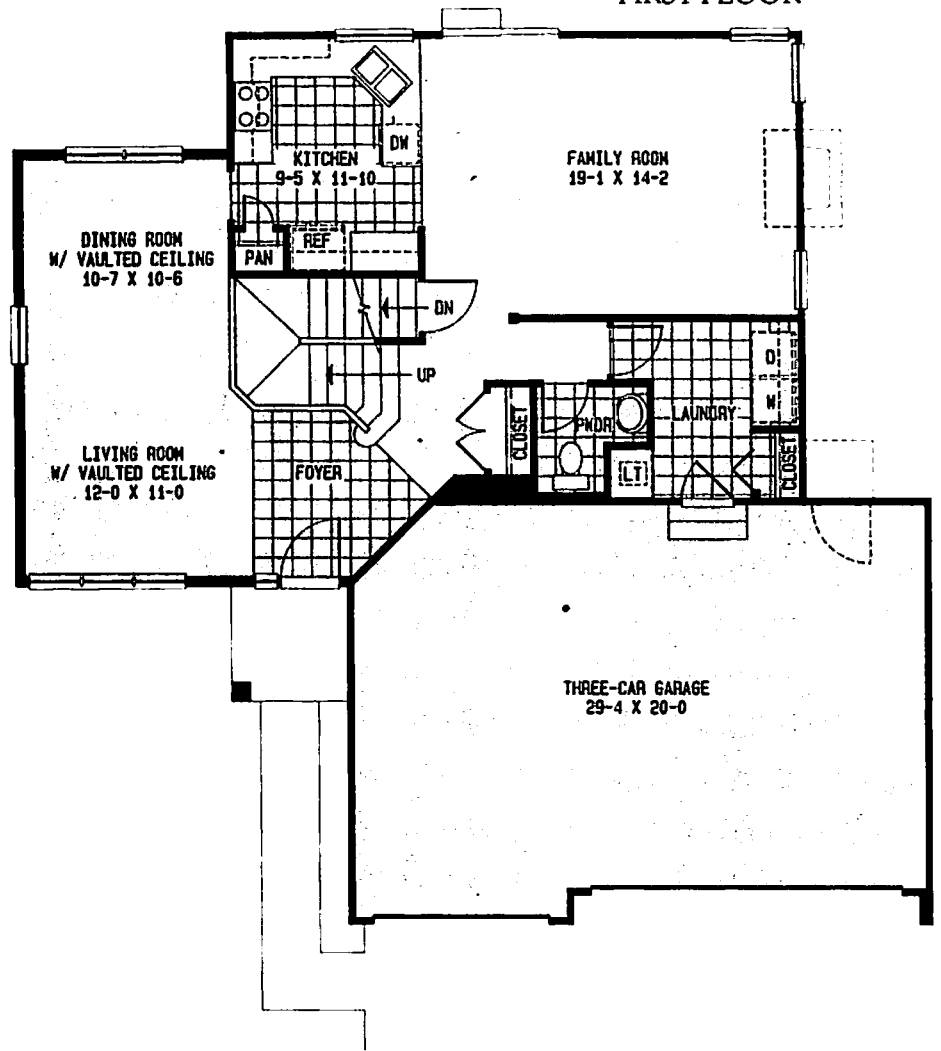 FIRST FLOOR
DW
KITCHEN
9-5 X 11-10
FAMILY ROOM
19-1 X 14-2
DINING ROOM
W/ VAULTED CEILING
10-7 X 10-6
PAN
REF
DN
UP
D
W
CLOSET
PWDR
LAUNDRY
LT
CLOSET
LIVING ROOM
W/ VAULTED CEILING
12-0 X 11-0
FOYER
THREE-CAR GARAGE
29-4 X 20-0